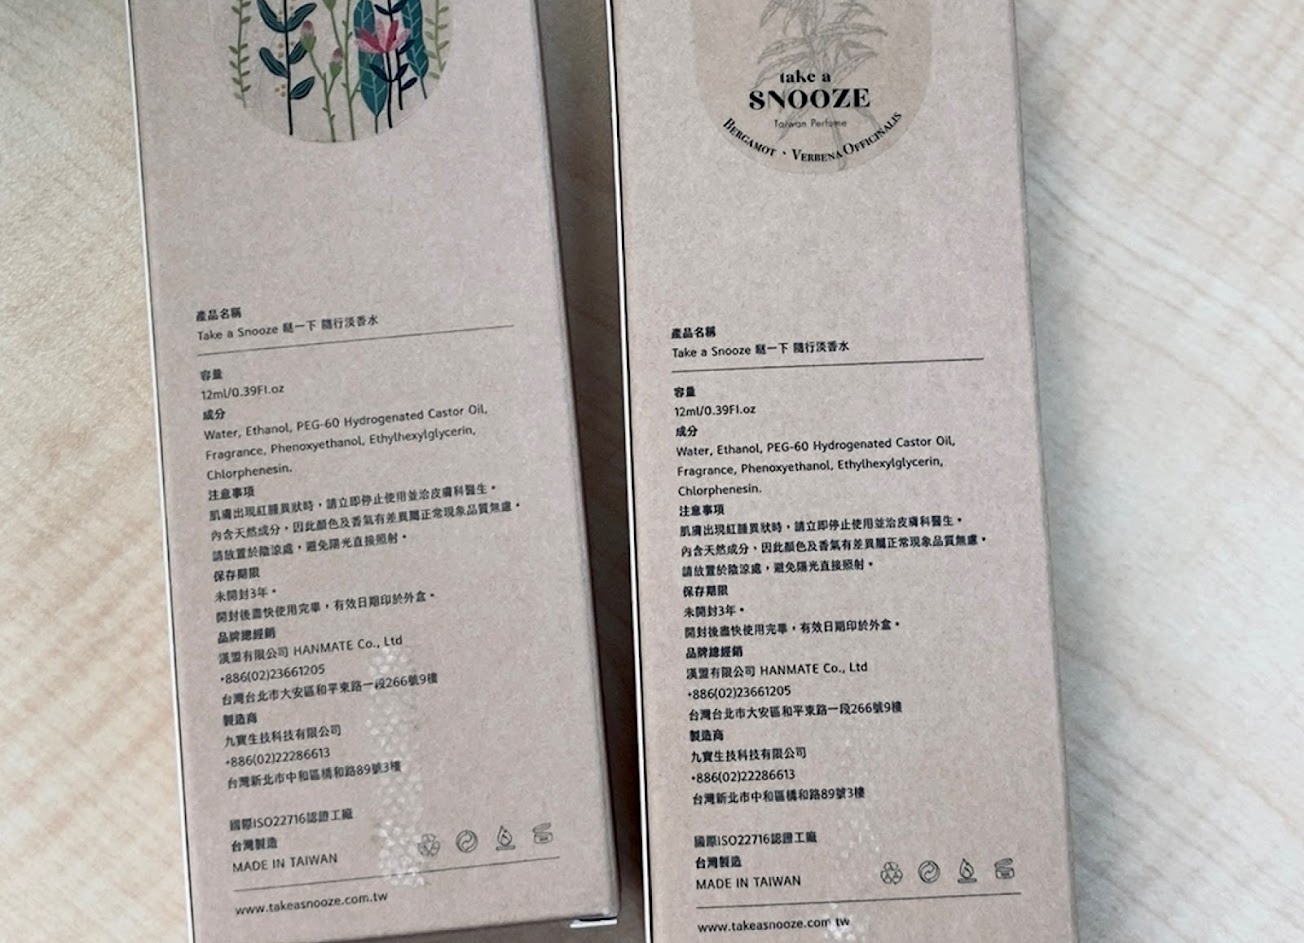 產品名稱
Take a Snooze 瞇一下 隨行淡香水
容量
12ml/0.39Fl.oz
成分
Water, Ethanol, PEG-60 Hydrogenated Castor Oil,
Fragrance, Phenoxyethanol, Ethylhexylglycerin,
Chlorphenesin.
注意事項
肌膚出現紅腫異狀時，請立即停止使用並洽皮膚科醫生。
內含天然成分，因此顏色及香氣有差異屬正常現象品質無慮。
請放置於陰涼處，避免陽光直接照射。
保存期限
未開封3年。
開封後盡快使用完畢，有效日期印於外盒。
品牌總經銷
漢盟有限公司 HANMATE Co., Ltd
+886(02)23661205
台灣台北市大安區和平東路一段266號9樓
製造商
九寶生技科技有限公司
+886(02)22286613
台灣新北市中和區橋和路89號3樓
國際ISO22716認證工廠
台灣製造
MADE IN TAIWAN
www.takeasnooze.com.tw
take a
SNOOZE
Taiwan Perfume
BERGAMOT · VERBENA OFFICINALIS
產品名稱
Take a Snooze 瞇一下 隨行淡香水
容量
12ml/0.39Fl.oz
成分
Water, Ethanol, PEG-60 Hydrogenated Castor Oil,
Fragrance, Phenoxyethanol, Ethylhexylglycerin,
Chlorphenesin.
注意事項
肌膚出現紅腫異狀時，請立即停止使用並洽皮膚科醫生。
內含天然成分，因此顏色及香氣有差異屬正常現象品質無慮。
請放置於陰涼處，避免陽光直接照射。
保存期限
未開封3年。
開封後盡快使用完畢，有效日期印於外盒。
品牌總經銷
漢盟有限公司 HANMATE Co., Ltd
+886(02)23661205
台灣台北市大安區和平東路一段266號9樓
製造商
九寶生技科技有限公司
+886(02)22286613
台灣新北市中和區橋和路89號3樓
國際ISO22716認證工廠
台灣製造
MADE IN TAIWAN
www.takeasnooze.com.tw